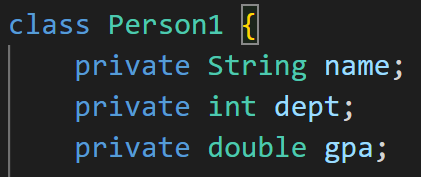 class Person1 {
private String name;
private int dept;
private double gpa;